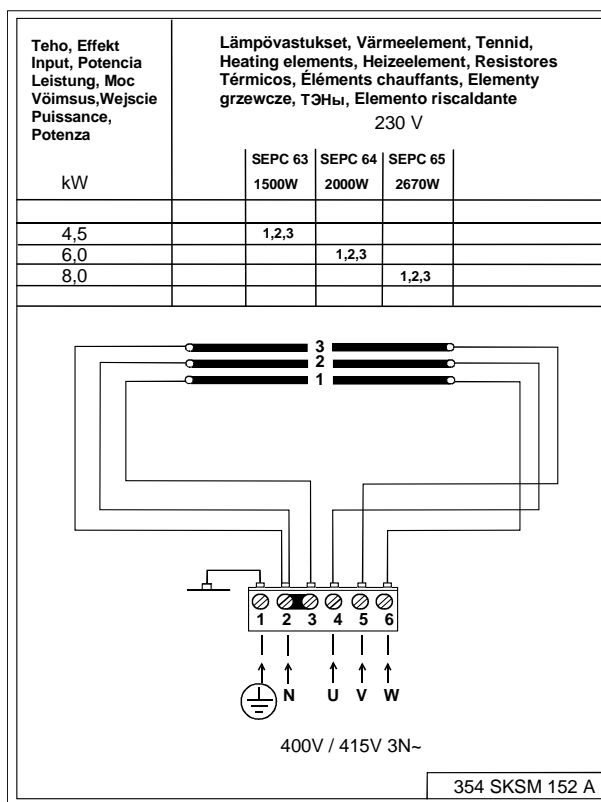 Teho, Effekt
Input, Potencia
Leistung, Moc
Vöimsus,Wejscie
Puissance,
Potenza
kW
Lämpövastukset, Värmeelement, Tennid,
Heating elements, Heizeelement, Resistores
Térmicos, Éléments chauffants, Elementy
grzewcze, ТЭНы, Elemento riscaldante
230 V
SEPC 63 SEPC 64 SEPC 65
1500W 2000W 2670W
4,5 1,2,3
6,0 1,2,3
8,0 1,2,3
3
2
1
1 2 3 4 5 6
N U V W
400V / 415V 3N~
354 SKSM 152 A